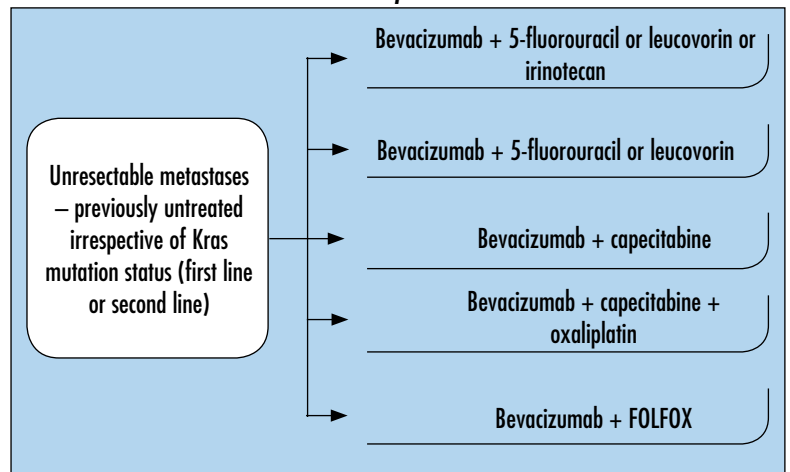 Unresectable metastases
– previously untreated
irrespective of Kras
mutation status (first line
or second line)
Bevacizumab + 5-fluorouracil or leucovorin or
irinotecan
Bevacizumab + 5-fluorouracil or leucovorin
Bevacizumab + capecitabine
Bevacizumab + capecitabine +
oxaliplatin
Bevacizumab + FOLFOX